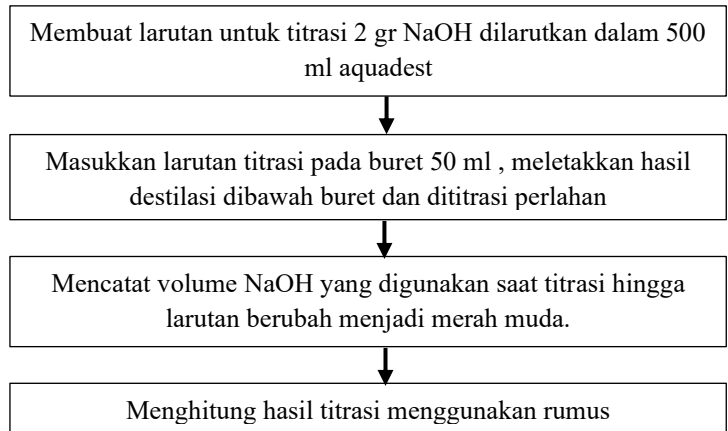 Membuat larutan untuk titrasi 2 gr NaOH dilarutkan dalam 500
ml aquadest
Masukkan larutan titrasi pada buret 50 ml , meletakkan hasil
destilasi dibawah buret dan dititrasi perlahan
Mencatat volume NaOH yang digunakan saat titrasi hingga
larutan berubah menjadi merah muda.
Menghitung hasil titrasi menggunakan rumus